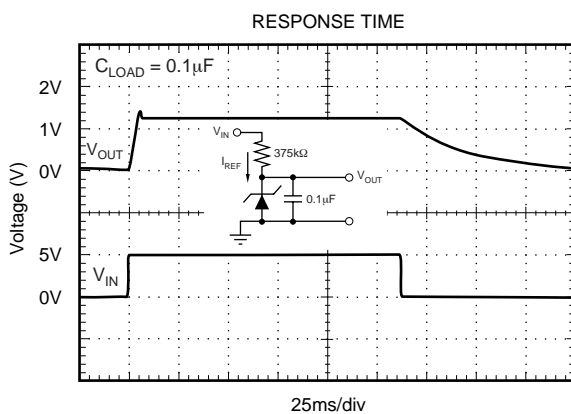 RESPONSE TIME
C_LOAD = 0.1µF
2V
1V
V_OUT
0V
V_IN
375kΩ
I_REF
V_OUT
0.1µF
Voltage (V)
5V
V_IN
0V
25ms/div